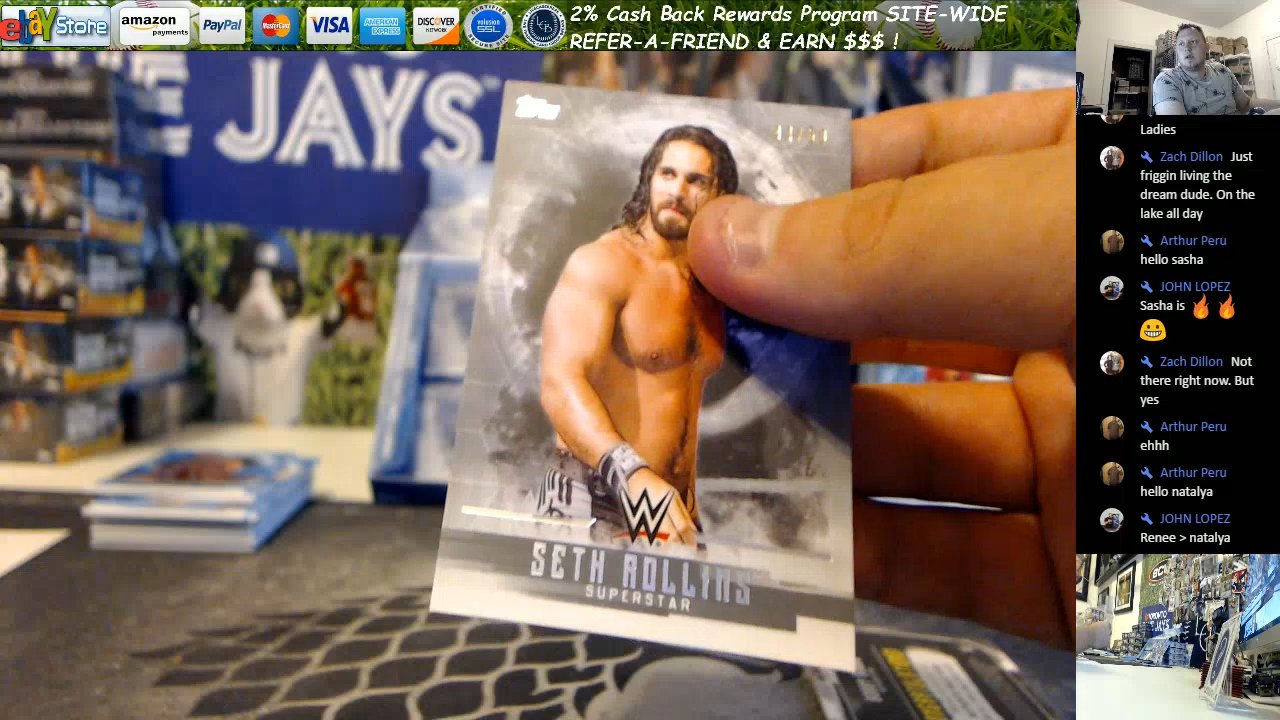 ebay Store
amazon
payments
PayPal
MasterCard
VISA
AMERICAN
EXPRESS
DISCOVER
NETWORK
volusion
SSL
2% Cash Back Rewards Program SITE-WIDE
REFER-A-FRIEND & EARN $$$ !
JAYS
Topps
W
SETH ROLLINS
SUPERSTAR
Ladies
Zach Dillon Just
friggin living the
dream dude. On the
lake all day
Arthur Peru
hello sasha
JOHN LOPEZ
Sasha is 🔥 🔥
😀
Zach Dillon Not
there right now. But
yes
Arthur Peru
ehhh
Arthur Peru
hello natalya
JOHN LOPEZ
Renee > natalya